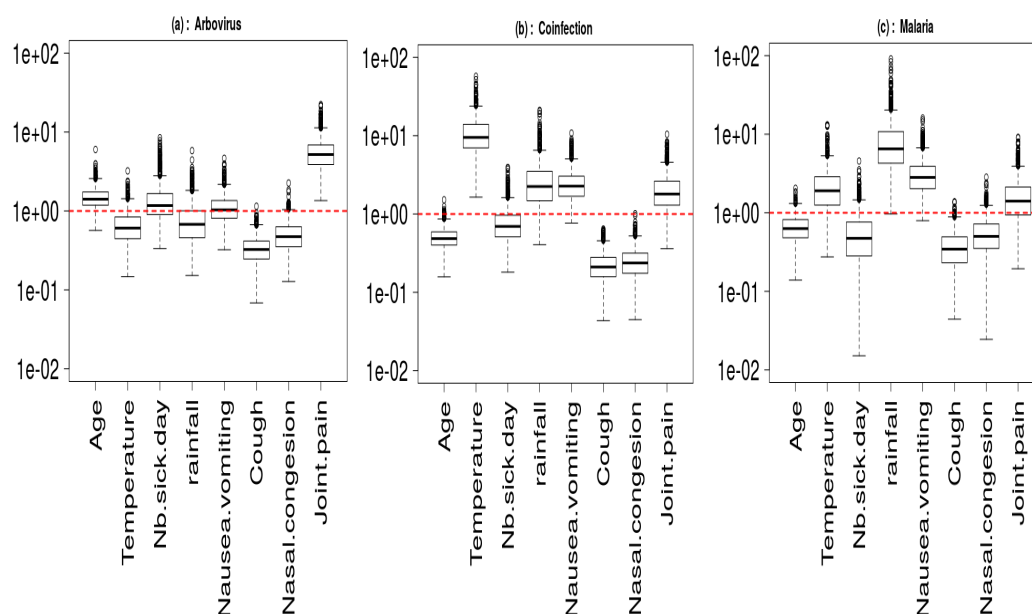 (a) : Arbovirus
1e+02
1e+01
1e+00
1e-01
1e-02
Age
Temperature
Nb.sick.day
rainfall
Nausea.vomiting
Cough
Nasal.congesion
Joint.pain
(b) : Coinfection
1e+02
1e+01
1e+00
1e-01
1e-02
Age
Temperature
Nb.sick.day
rainfall
Nausea.vomiting
Cough
Nasal.congesion
Joint.pain
(c) : Malaria
1e+02
1e+01
1e+00
1e-01
1e-02
Age
Temperature
Nb.sick.day
rainfall
Nausea.vomiting
Cough
Nasal.congesion
Joint.pain